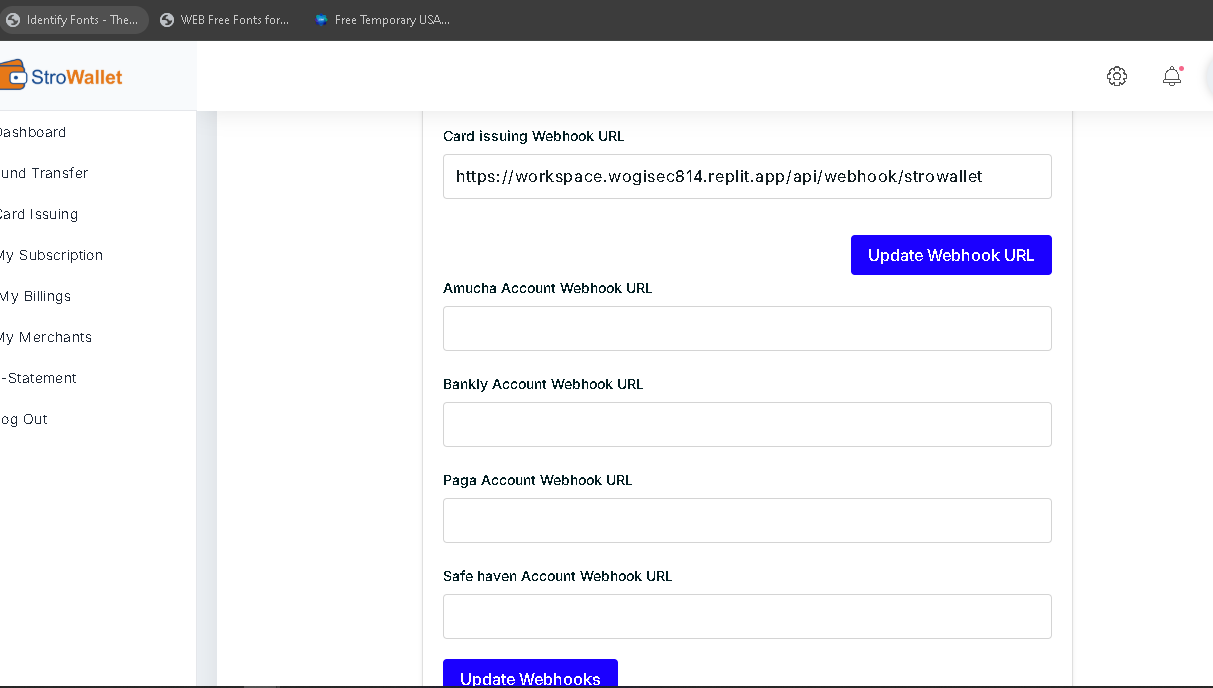 Identify Fonts - The...
WEB Free Fonts for...
Free Temporary USA...
StroWallet
Dashboard
und Transfer
Card Issuing
My Subscription
My Billings
My Merchants
-Statement
og Out
Card issuing Webhook URL
https://workspace.wogisec814.replit.app/api/webhook/strowallet
Update Webhook URL
Amucha Account Webhook URL
Bankly Account Webhook URL
Paga Account Webhook URL
Safe haven Account Webhook URL
Update Webhooks